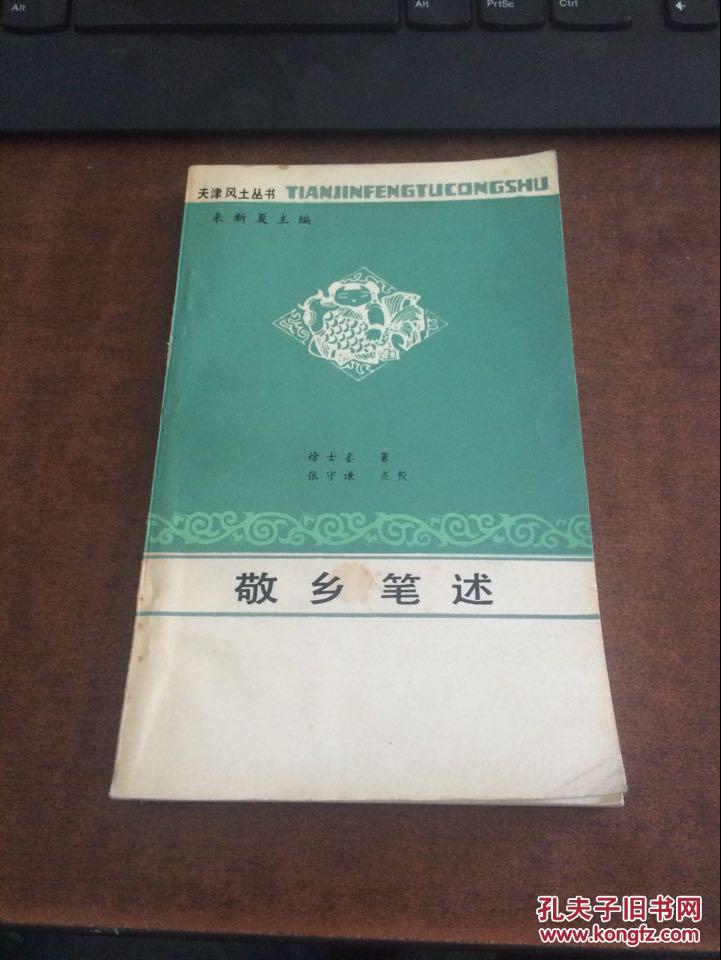 Alt
Alt
PrtSc
Ctrl
天津风土丛书 TIANJINFENGTUCONGSHU
来新夏主编
徐士銮 著
张守谦 点校
敬乡笔述
孔夫子旧书网
www.kongfz.com